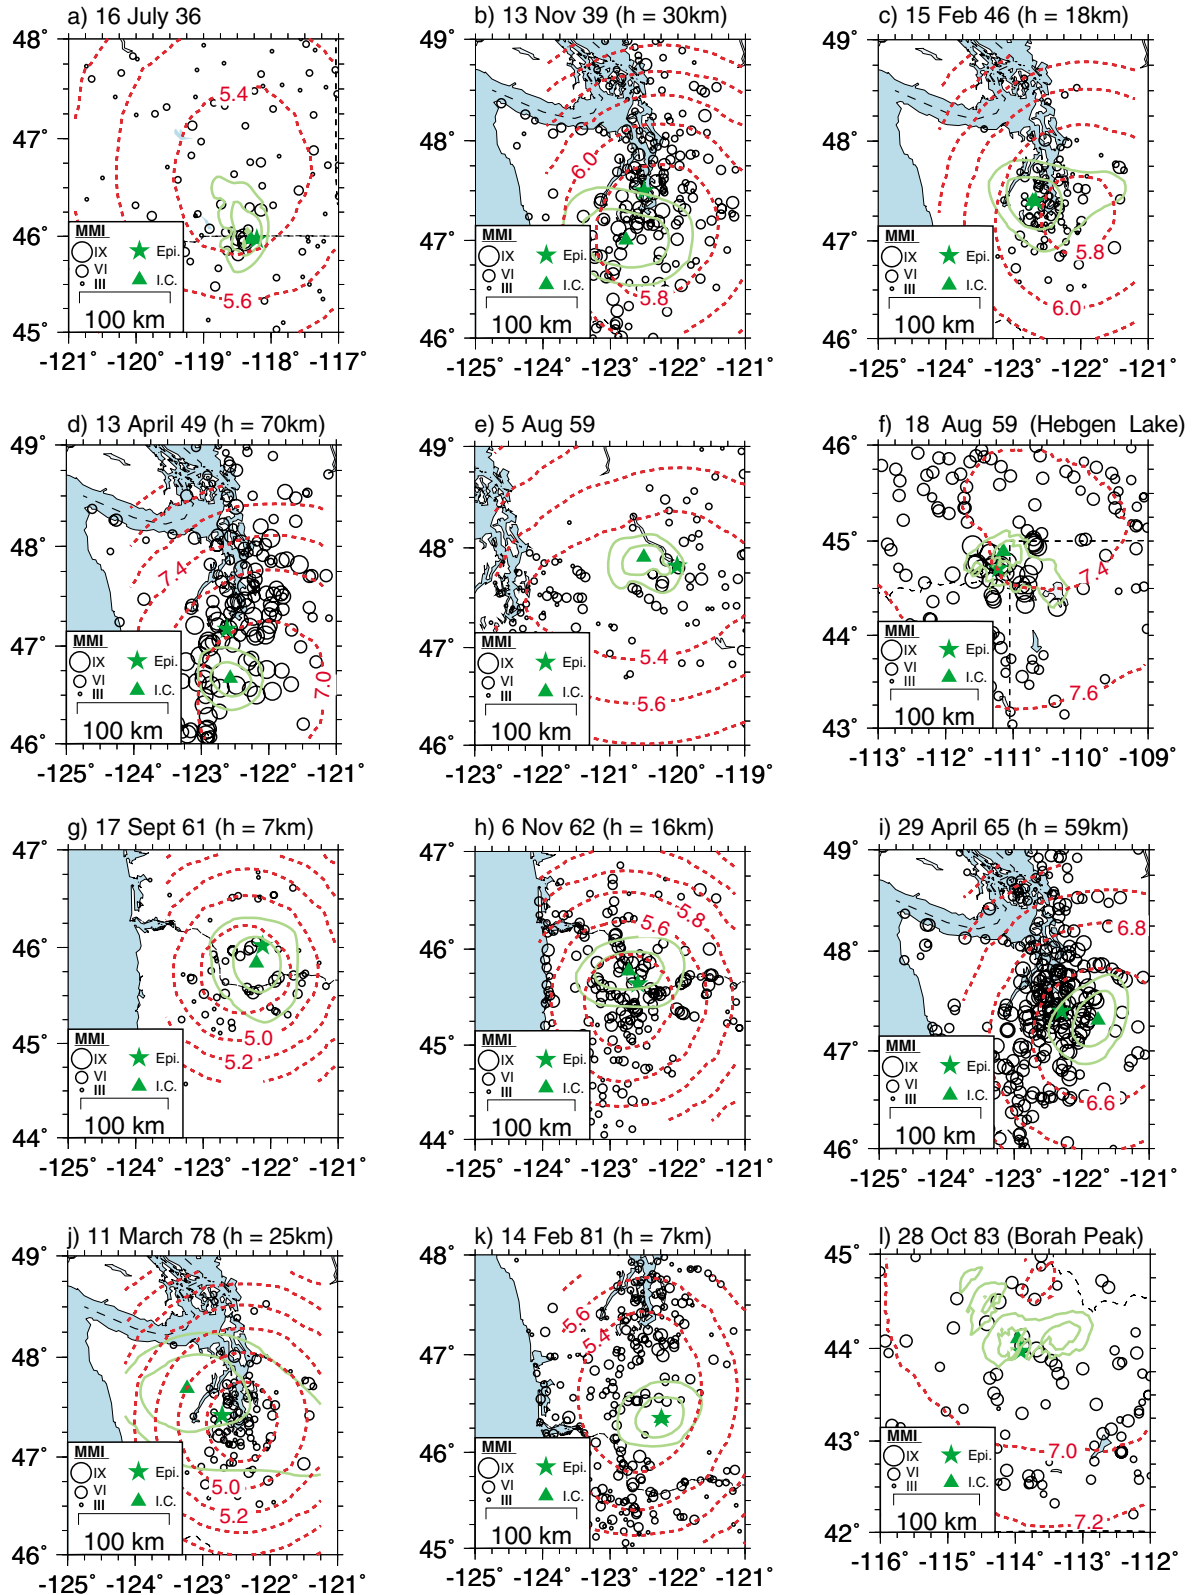 a) 16 July 36
48˚
47˚
46˚
45˚
5.4
5.6
MMI
IX
VI
III
Epi.
I.C.
100 km
-121˚ -120˚ -119˚ -118˚ -117˚
b) 13 Nov 39 (h = 30km)
49˚
48˚
47˚
46˚
6.0
5.8
MMI
IX
VI
III
Epi.
I.C.
100 km
-125˚ -124˚ -123˚ -122˚ -121˚
c) 15 Feb 46 (h = 18km)
49˚
48˚
47˚
46˚
5.8
6.0
MMI
IX
VI
III
Epi.
I.C.
100 km
-125˚ -124˚ -123˚ -122˚ -121˚
d) 13 April 49 (h = 70km)
49˚
48˚
47˚
46˚
7.4
7.0
MMI
IX
VI
III
Epi.
I.C.
100 km
-125˚ -124˚ -123˚ -122˚ -121˚
e) 5 Aug 59
49˚
48˚
47˚
46˚
5.4
5.6
MMI
IX
VI
III
Epi.
I.C.
100 km
-123˚ -122˚ -121˚ -120˚ -119˚
f) 18 Aug 59 (Hebgen Lake)
46˚
45˚
44˚
43˚
7.4
7.6
MMI
IX
VI
III
Epi.
I.C.
100 km
-113˚ -112˚ -111˚ -110˚ -109˚
g) 17 Sept 61 (h = 7km)
47˚
46˚
45˚
44˚
5.0
5.2
MMI
IX
VI
III
Epi.
I.C.
100 km
-125˚ -124˚ -123˚ -122˚ -121˚
h) 6 Nov 62 (h = 16km)
47˚
46˚
45˚
44˚
5.8
5.6
MMI
IX
VI
III
Epi.
I.C.
100 km
-125˚ -124˚ -123˚ -122˚ -121˚
i) 29 April 65 (h = 59km)
49˚
48˚
47˚
46˚
6.8
6.6
MMI
IX
VI
III
Epi.
I.C.
100 km
-125˚ -124˚ -123˚ -122˚ -121˚
j) 11 March 78 (h = 25km)
49˚
48˚
47˚
46˚
5.0
5.2
MMI
IX
VI
III
Epi.
I.C.
100 km
-125˚ -124˚ -123˚ -122˚ -121˚
k) 14 Feb 81 (h = 7km)
48˚
47˚
46˚
45˚
5.6
5.4
MMI
IX
VI
III
Epi.
I.C.
100 km
-125˚ -124˚ -123˚ -122˚ -121˚
l) 28 Oct 83 (Borah Peak)
45˚
44˚
43˚
42˚
7.0
7.2
MMI
IX
VI
III
Epi.
I.C.
100 km
-116˚ -115˚ -114˚ -113˚ -112˚